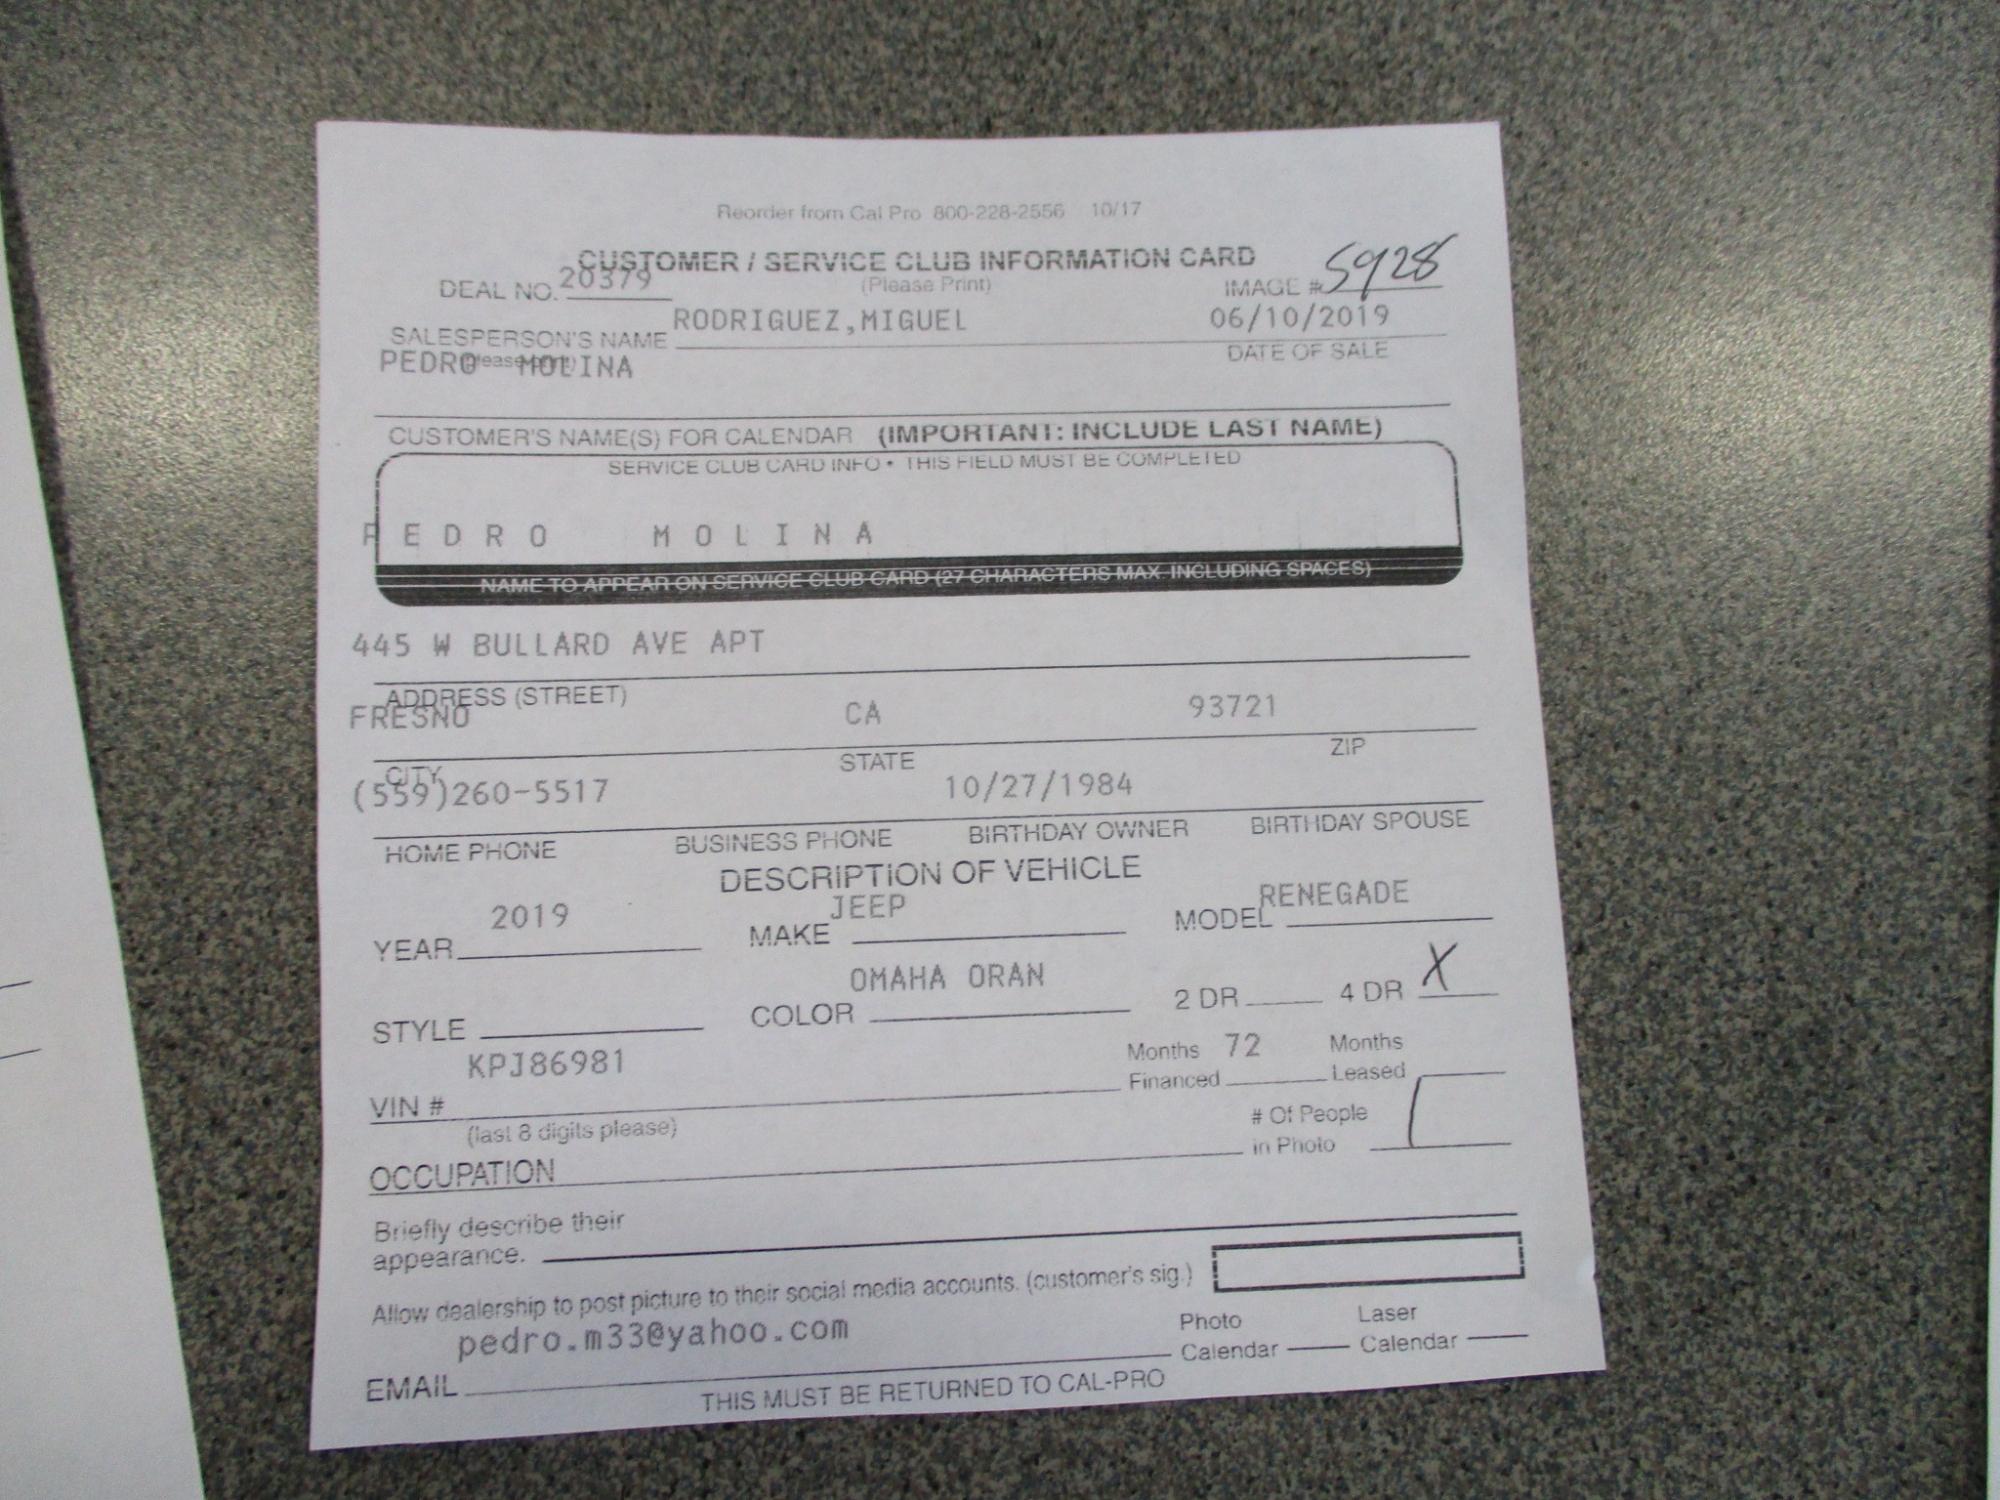 Reorder from Cal Pro 800-228-2556 10/17
CUSTOMER / SERVICE CLUB INFORMATION CARD
(Please Print)
DEAL NO. 20379
IMAGE # 5928
SALESPERSON'S NAME RODRIGUEZ,MIGUEL 06/10/2019
(please print) DATE OF SALE
PEDRO MOLINA
CUSTOMER'S NAME(S) FOR CALENDAR (IMPORTANT: INCLUDE LAST NAME)
SERVICE CLUB CARD INFO • THIS FIELD MUST BE COMPLETED
PEDRO MOLINA
NAME TO APPEAR ON SERVICE CLUB CARD (27 CHARACTERS MAX. INCLUDING SPACES)
445 W BULLARD AVE APT
ADDRESS (STREET)
FRESNO CA 93721
CITY STATE ZIP
(559)260-5517 10/27/1984
HOME PHONE BUSINESS PHONE BIRTHDAY OWNER BIRTHDAY SPOUSE
DESCRIPTION OF VEHICLE
YEAR 2019 MAKE JEEP MODEL RENEGADE
STYLE COLOR OMAHA ORAN 2 DR 4 DR X
VIN # KPJ86981 Months Financed 72 Months Leased
(last 8 digits please)
OCCUPATION # Of People in Photo 1
Briefly describe their
appearance.
Allow dealership to post picture to their social media accounts. (customer's sig.)
EMAIL pedro.m33@yahoo.com Photo Calendar Laser Calendar
THIS MUST BE RETURNED TO CAL-PRO